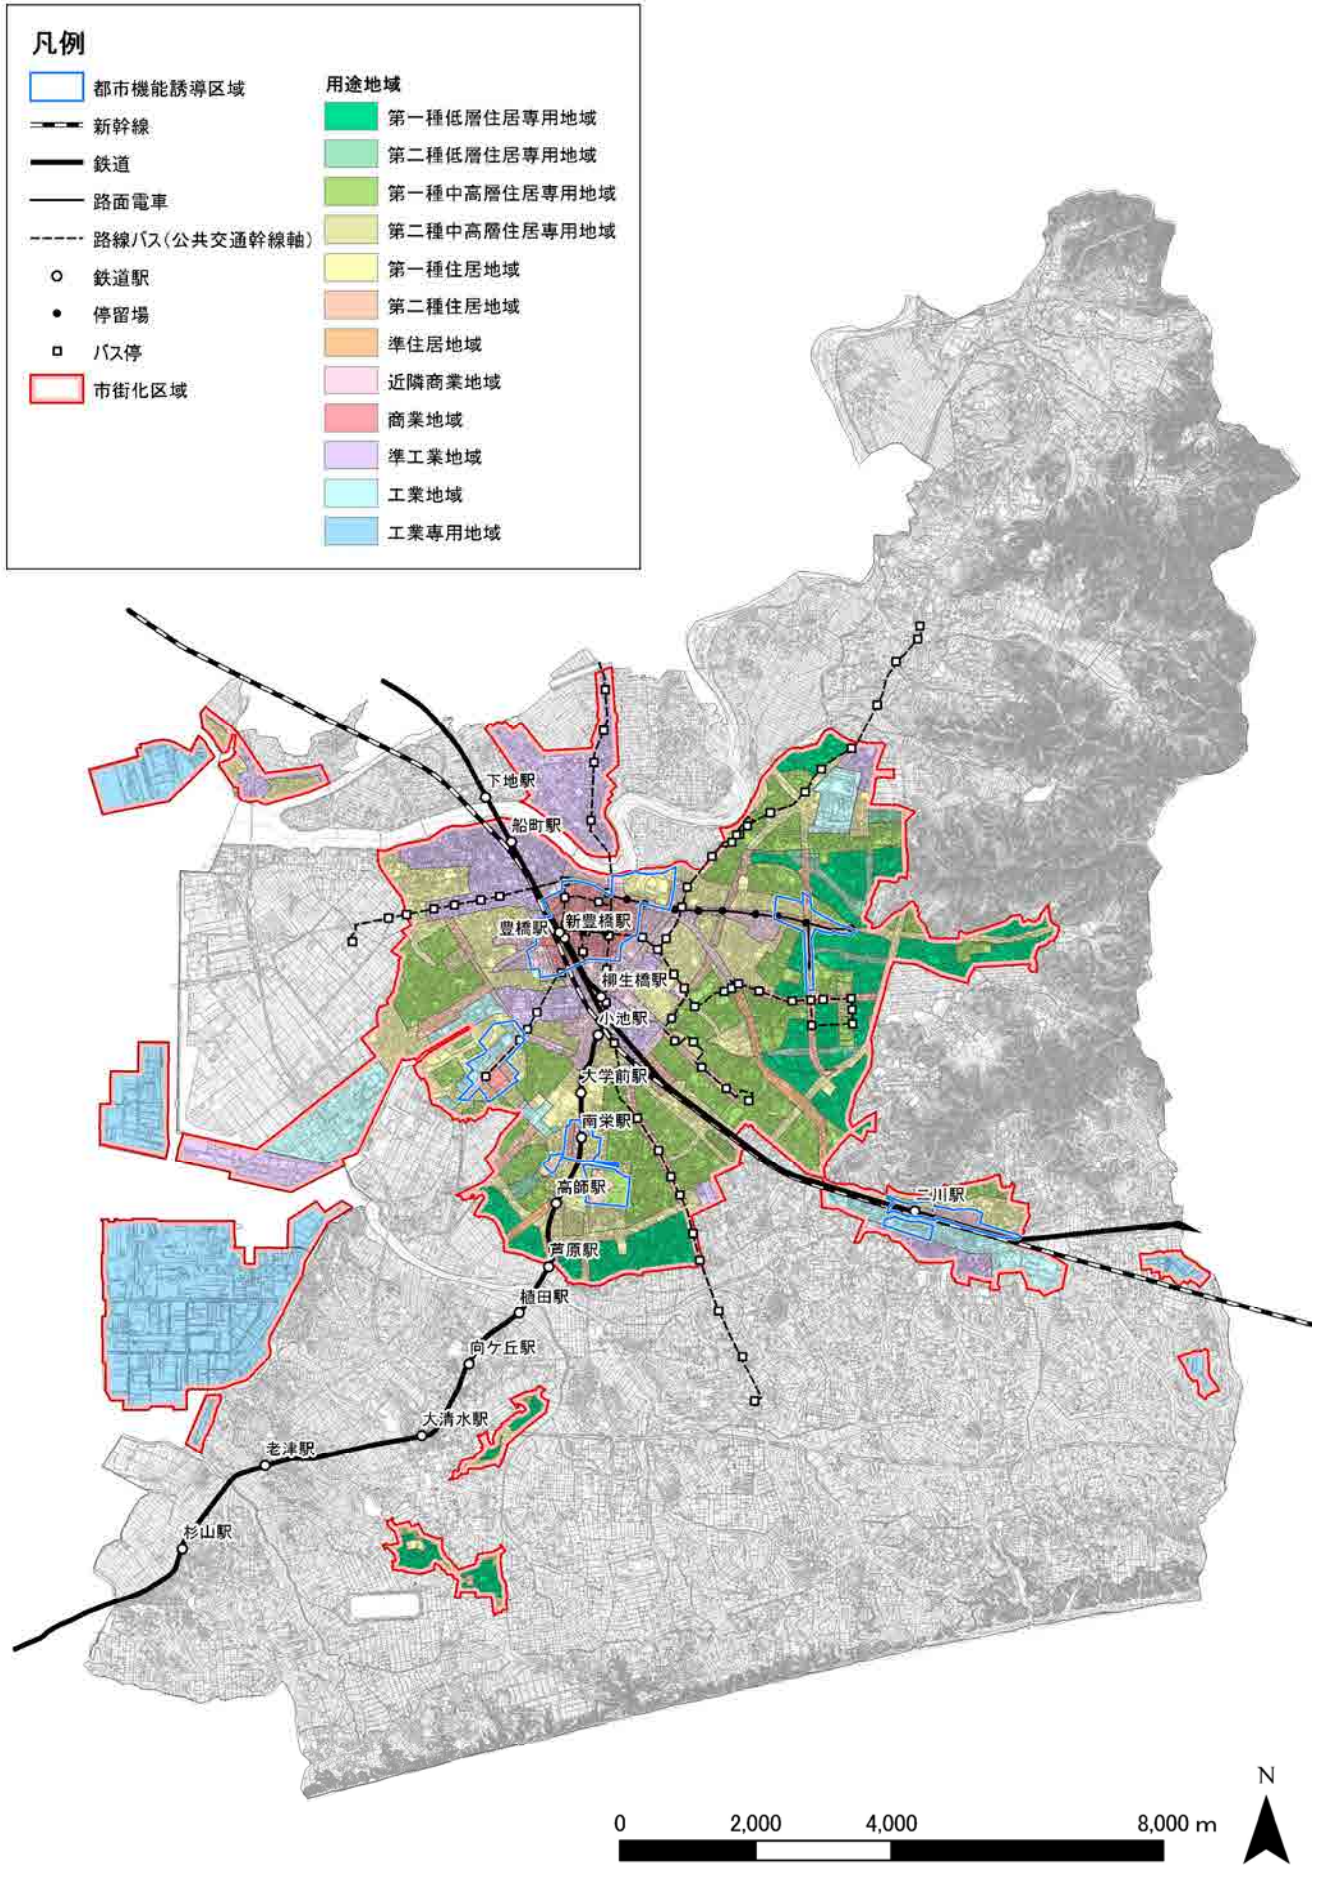 凡例
都市機能誘導区域
新幹線
鉄道
路面電車
路線バス(公共交通幹線軸)
鉄道駅
停留場
バス停
市街化区域
用途地域
第一種低層住居専用地域
第二種低層住居専用地域
第一種中高層住居専用地域
第二種中高層住居専用地域
第一種住居地域
第二種住居地域
準住居地域
近隣商業地域
商業地域
準工業地域
工業地域
工業専用地域
下地駅
船町駅
豊橋駅
新豊橋駅
柳生橋駅
小池駅
大学前駅
南栄駅
高師駅
二川駅
芦原駅
植田駅
向ケ丘駅
大清水駅
老津駅
杉山駅
N
0 2,000 4,000 8,000 m